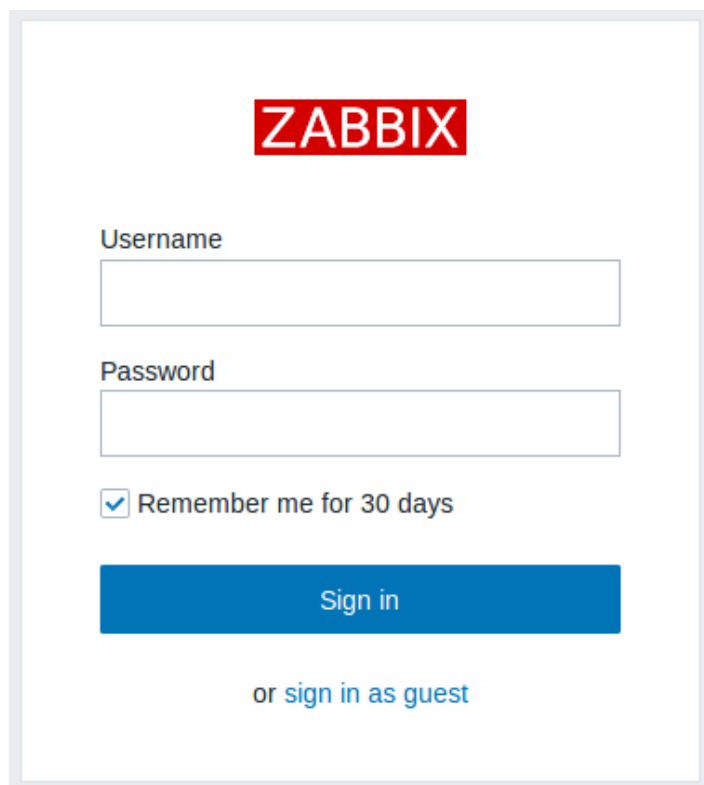 ZABBIX
Username
Password
Remember me for 30 days
Sign in
or sign in as guest